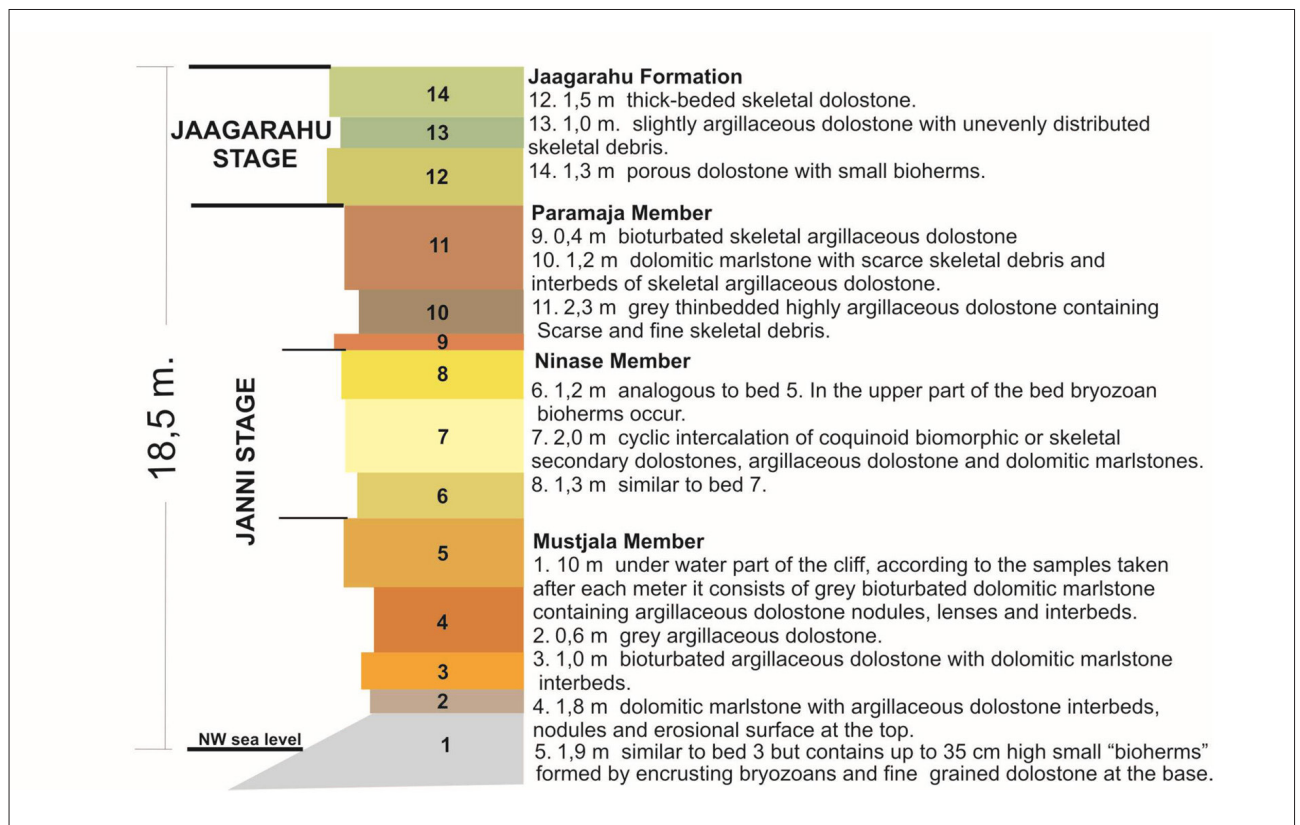 18,5 m.
JAAGARAHU
STAGE
JANNI STAGE
NW sea level
14
13
12
11
10
9
8
7
6
5
4
3
2
1
Jaagarahu Formation
12. 1,5 m thick-beded skeletal dolostone.
13. 1,0 m. slightly argillaceous dolostone with unevenly distributed
skeletal debris.
14. 1,3 m porous dolostone with small bioherms.
Paramaja Member
9. 0,4 m bioturbated skeletal argillaceous dolostone
10. 1,2 m dolomitic marlstone with scarce skeletal debris and
interbeds of skeletal argillaceous dolostone.
11. 2,3 m grey thinbedded highly argillaceous dolostone containing
Scarse and fine skeletal debris.
Ninase Member
6. 1,2 m analogous to bed 5. In the upper part of the bed bryozoan
bioherms occur.
7. 2,0 m cyclic intercalation of coquinoid biomorphic or skeletal
secondary dolostones, argillaceous dolostone and dolomitic marlstones.
8. 1,3 m similar to bed 7.
Mustjala Member
1. 10 m under water part of the cliff, according to the samples taken
after each meter it consists of grey bioturbated dolomitic marlstone
containing argillaceous dolostone nodules, lenses and interbeds.
2. 0,6 m grey argillaceous dolostone.
3. 1,0 m bioturbated argillaceous dolostone with dolomitic marlstone
interbeds.
4. 1,8 m dolomitic marlstone with argillaceous dolostone interbeds,
nodules and erosional surface at the top.
5. 1,9 m similar to bed 3 but contains up to 35 cm high small “bioherms”
formed by encrusting bryozoans and fine grained dolostone at the base.